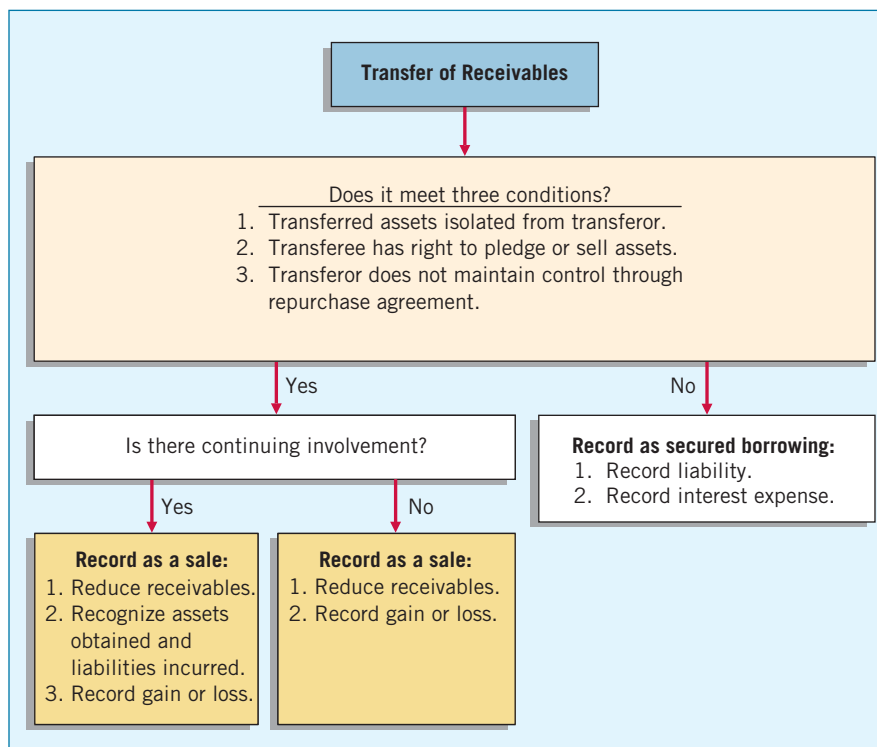 Transfer of Receivables
Does it meet three conditions?
1. Transferred assets isolated from transferor.
2. Transferee has right to pledge or sell assets.
3. Transferor does not maintain control through
repurchase agreement.
Yes
No
Is there continuing involvement?
Record as secured borrowing:
1. Record liability.
2. Record interest expense.
Yes
No
Record as a sale:
1. Reduce receivables.
2. Recognize assets
obtained and
liabilities incurred.
3. Record gain or loss.
Record as a sale:
1. Reduce receivables.
2. Record gain or loss.